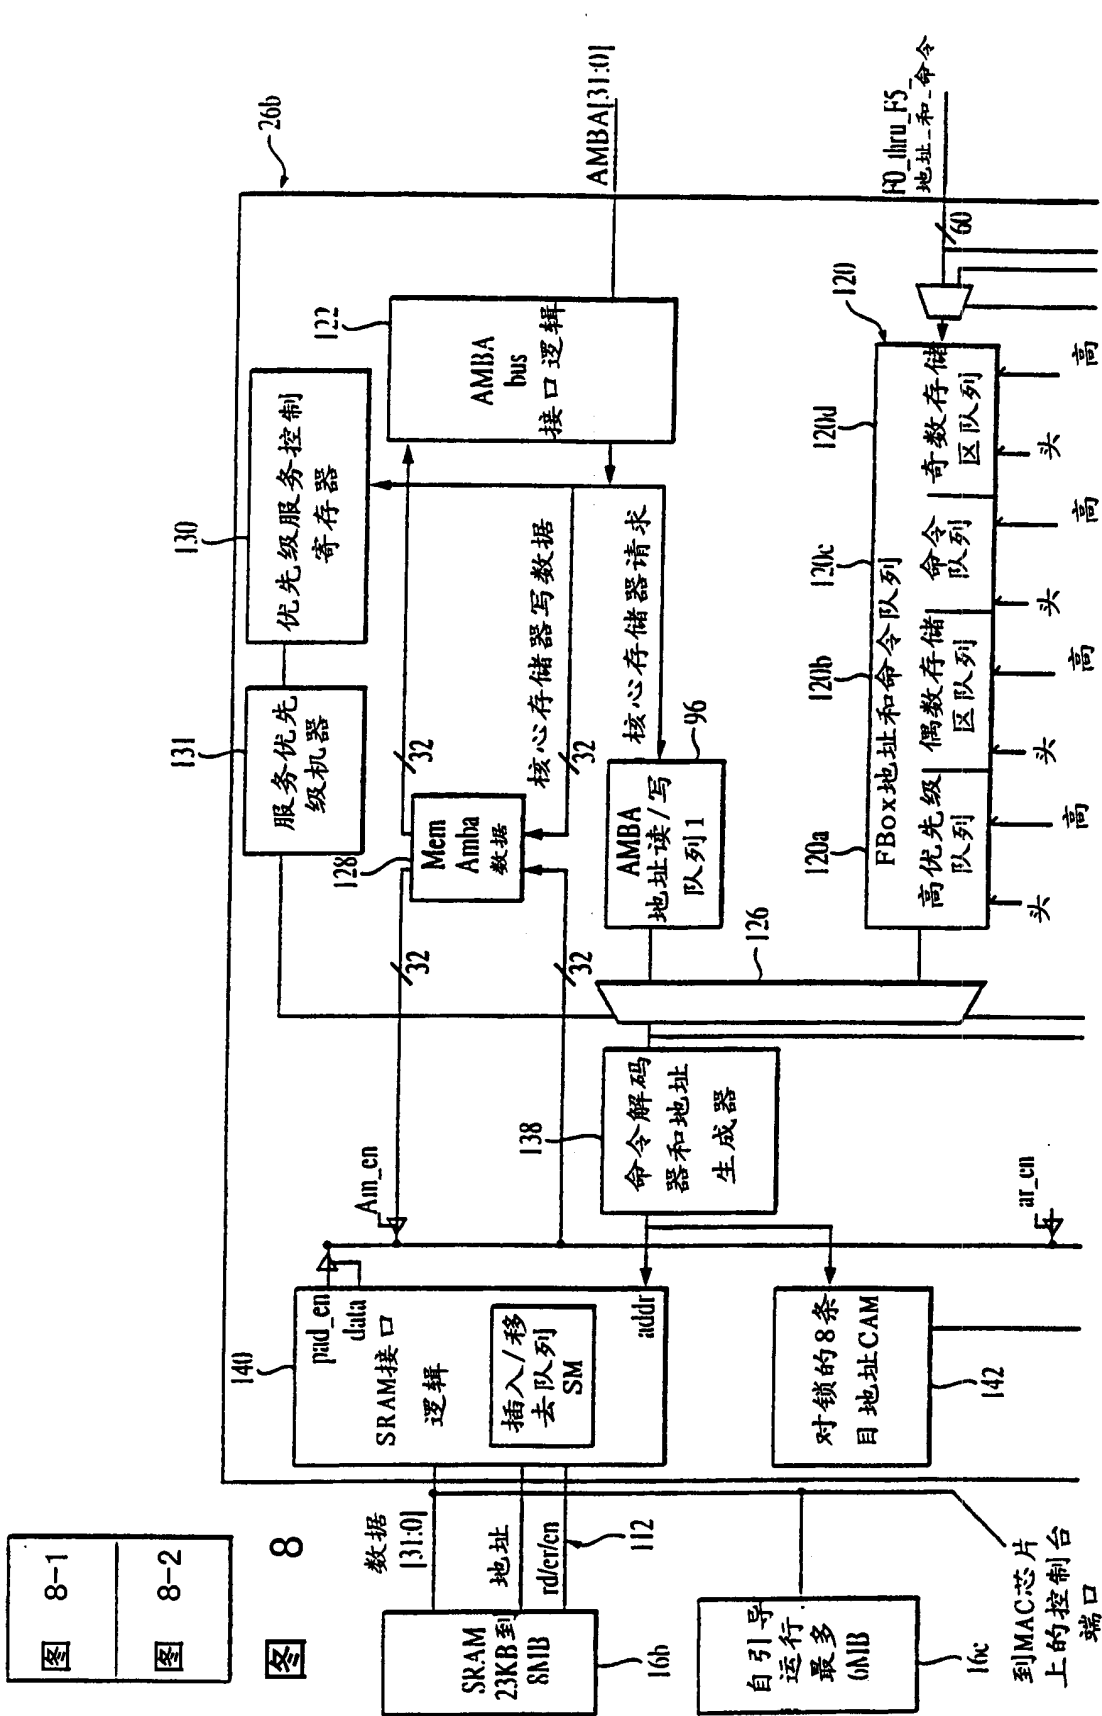 图 8-1
图 8-2
图 8
26b
AMBA[31:0]
F0_thru_F5_
地址_和_命令
60
120
122
AMBA
bus
接口逻辑
130
优先级服务控制
寄存器
131
服务优先
级机器
128
Mem
Amba
数据
32
32
32
32
核心存储器写数据
核心存储器请求
96
AMBA
地址读/写
队列1
FBox地址和命令队列
120a
120b
120c
120d
高优先级
队列
偶数存储
区队列
命令
队列
奇数存储
区队列
头
高
头
高
头
高
头
高
126
138
命令解码
器和地址
生成器
Am_en
ar_en
140
pad_en
data
addr
SRAM接口
逻辑
插入/移
去队列
SM
对锁的8条
目地址CAM
142
数据
[31:0]
地址
rd/cr/en
112
SRAM
23KB到
8MB
16b
自引导
运行
最多
6MB
16c
到MAC芯片
上的控制台
端口